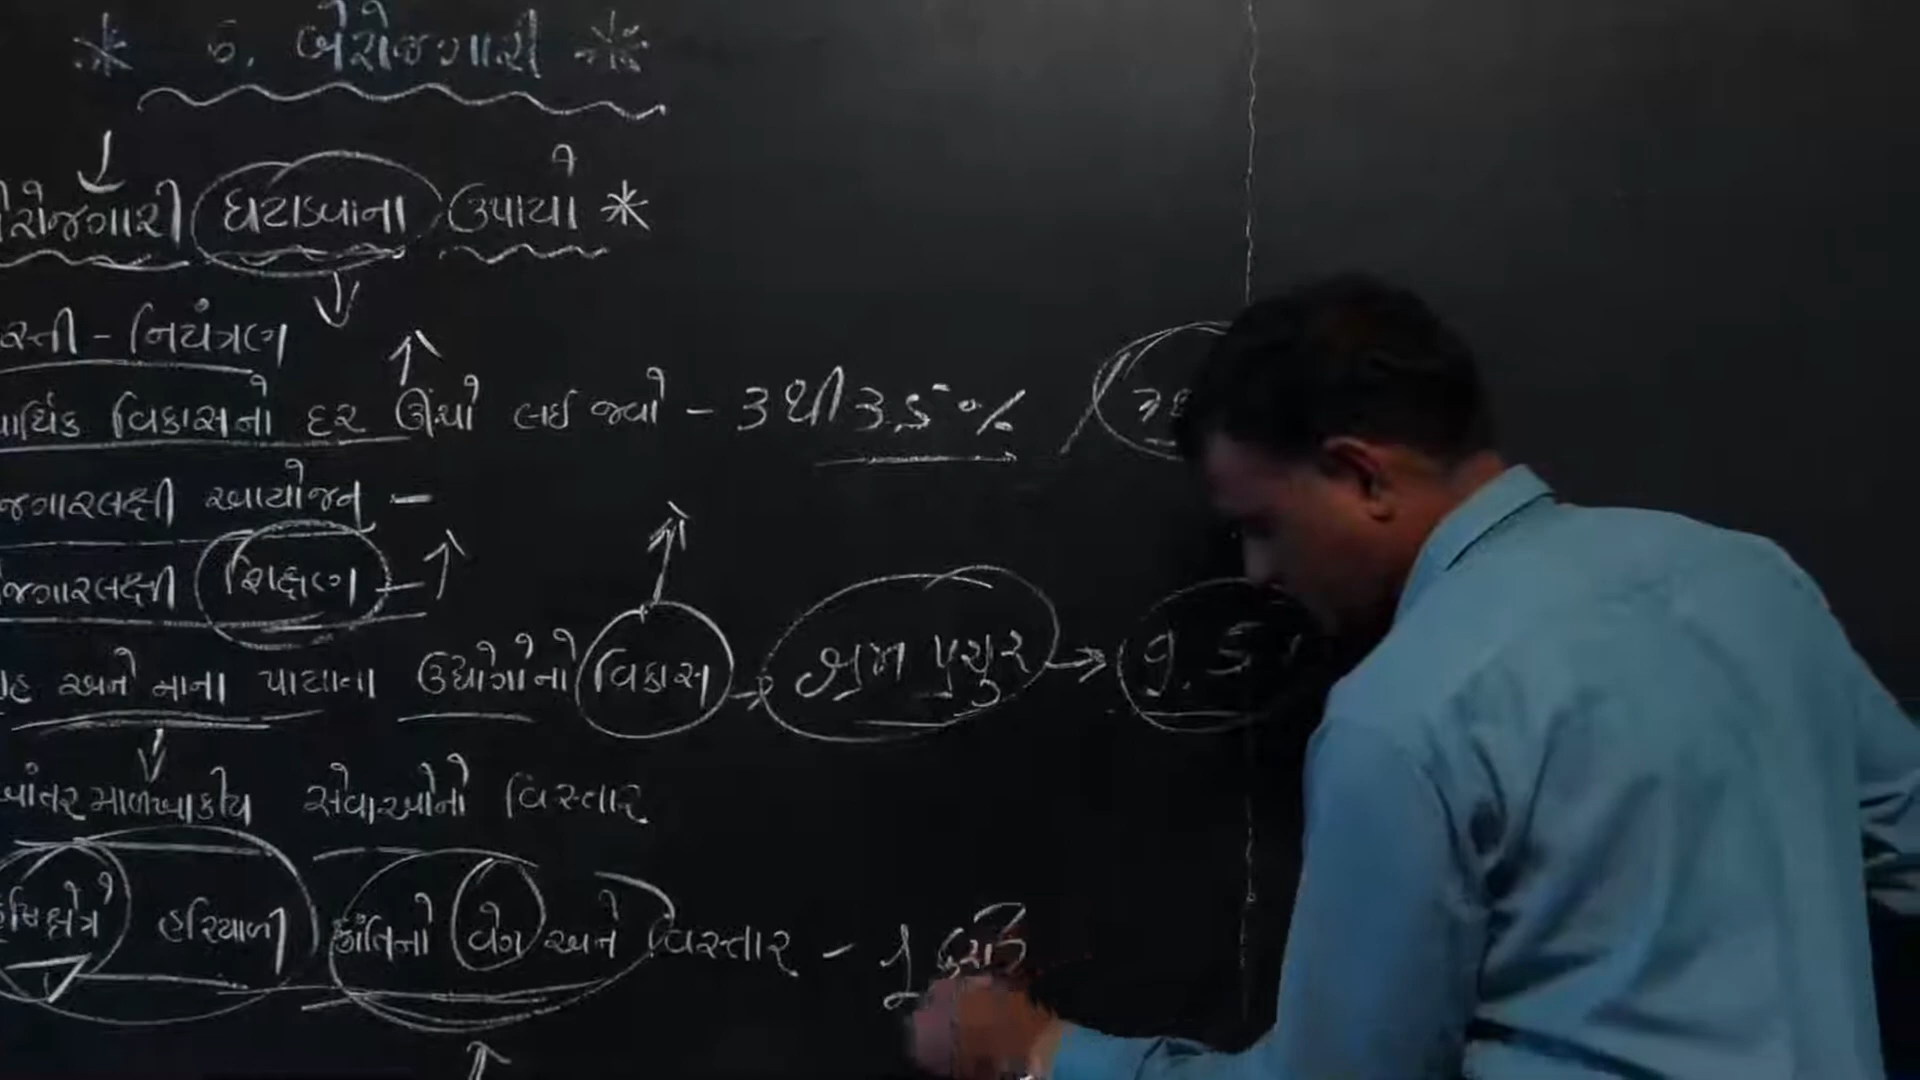 * 6. બેરોજગારી *
બેરોજગારી ઘટાડવાના ઉપાયો *
વસ્તી - નિયંત્રણ
આર્થિક વિકાસનો દર ઊંચો લઈ જવો - 3 થી 3.5 %
રોજગારલક્ષી આયોજન -
રોજગારલક્ષી શિક્ષણ -
ગૃહ અને નાના પાયાના ઉદ્યોગોનો વિકાસ → શ્રમ પ્રચુર →
આંતર માળખાકીય સેવાઓનો વિસ્તાર
કૃષિક્ષેત્રે હરિયાળી ક્રાંતિનો વેગ અને વિસ્તાર -